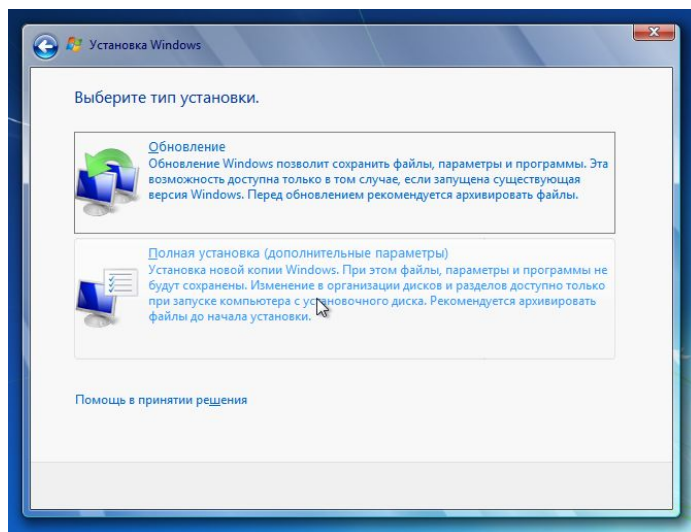 Установка Windows
Выберите тип установки.
Обновление
Обновление Windows позволит сохранить файлы, параметры и программы. Эта
возможность доступна только в том случае, если запущена существующая
версия Windows. Перед обновлением рекомендуется архивировать файлы.
Полная установка (дополнительные параметры)
Установка новой копии Windows. При этом файлы, параметры и программы не
будут сохранены. Изменение в организации дисков и разделов доступно только
при запуске компьютера с установочного диска. Рекомендуется архивировать
файлы до начала установки.
Помощь в принятии решения